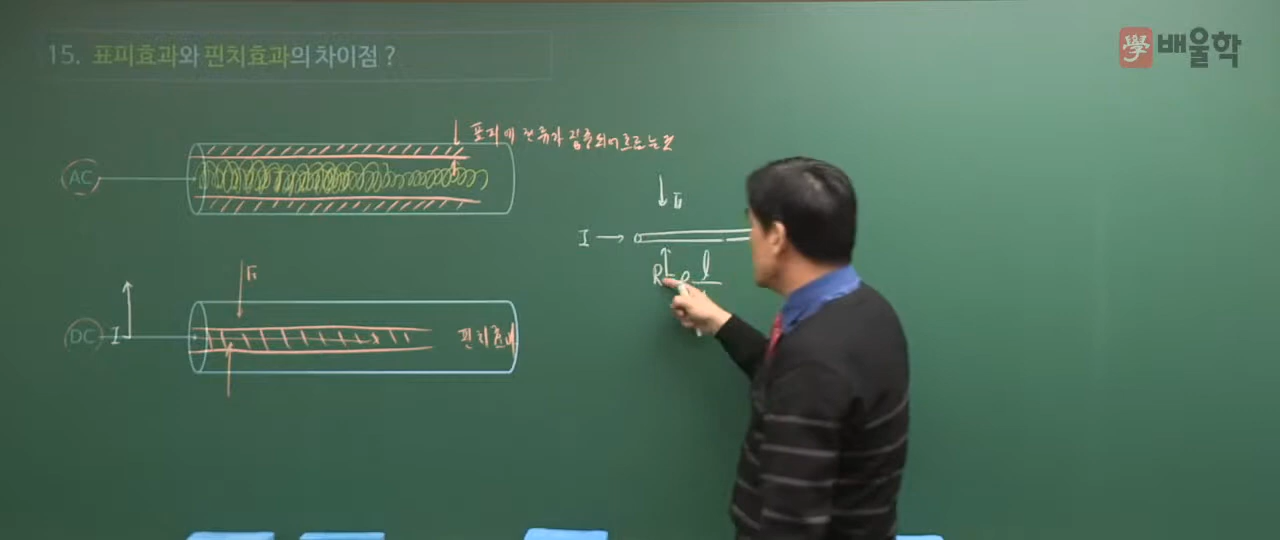 15. 표피효과와 핀치효과의 차이점 ?
學 배울학
표피에 전류가 집중되어 흐르는 현
AC
I
F
R
ρ
l
DC
I
F
핀치효과